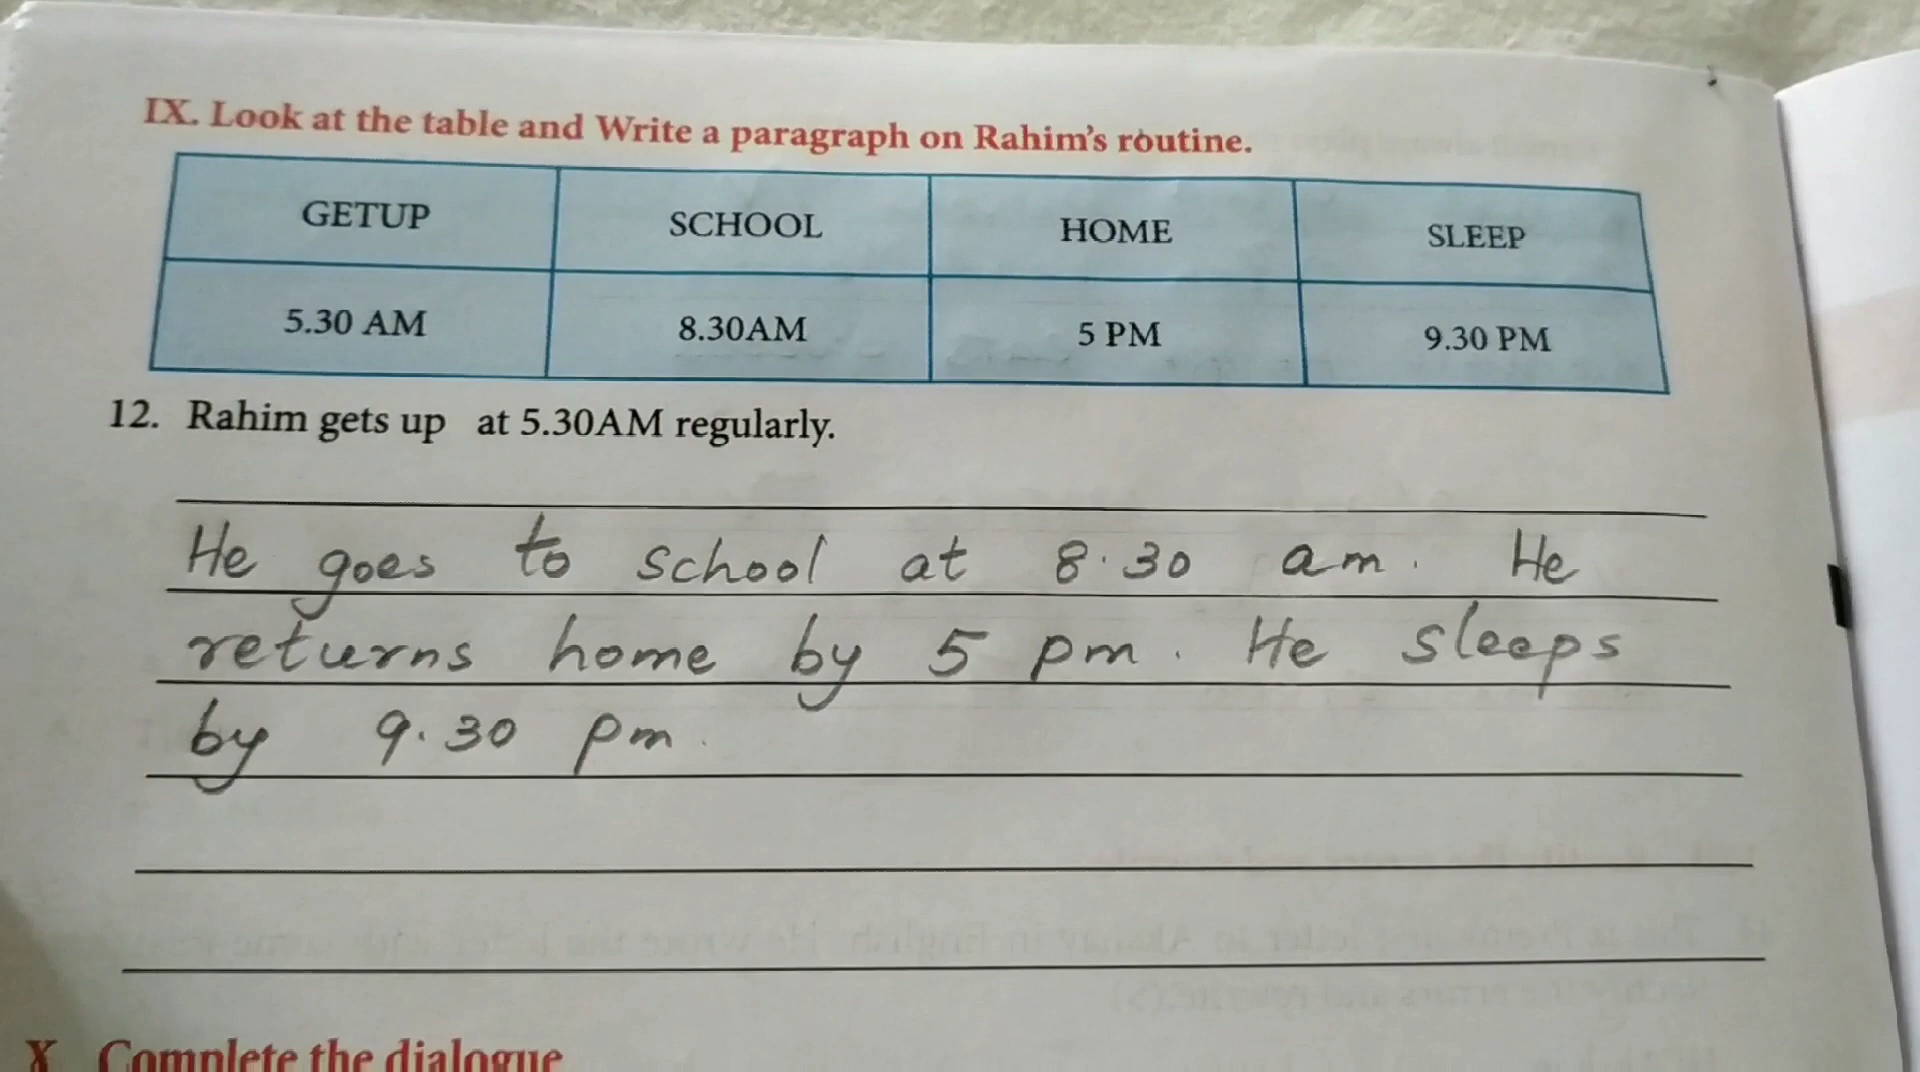 IX. Look at the table and Write a paragraph on Rahim's routine.
GETUP SCHOOL HOME SLEEP
5.30 AM 8.30AM 5 PM 9.30 PM
12. Rahim gets up at 5.30AM regularly.
He goes to school at 8.30 am. He
returns home by 5 pm. He sleeps
by 9.30 pm.
X Complete the dialogue